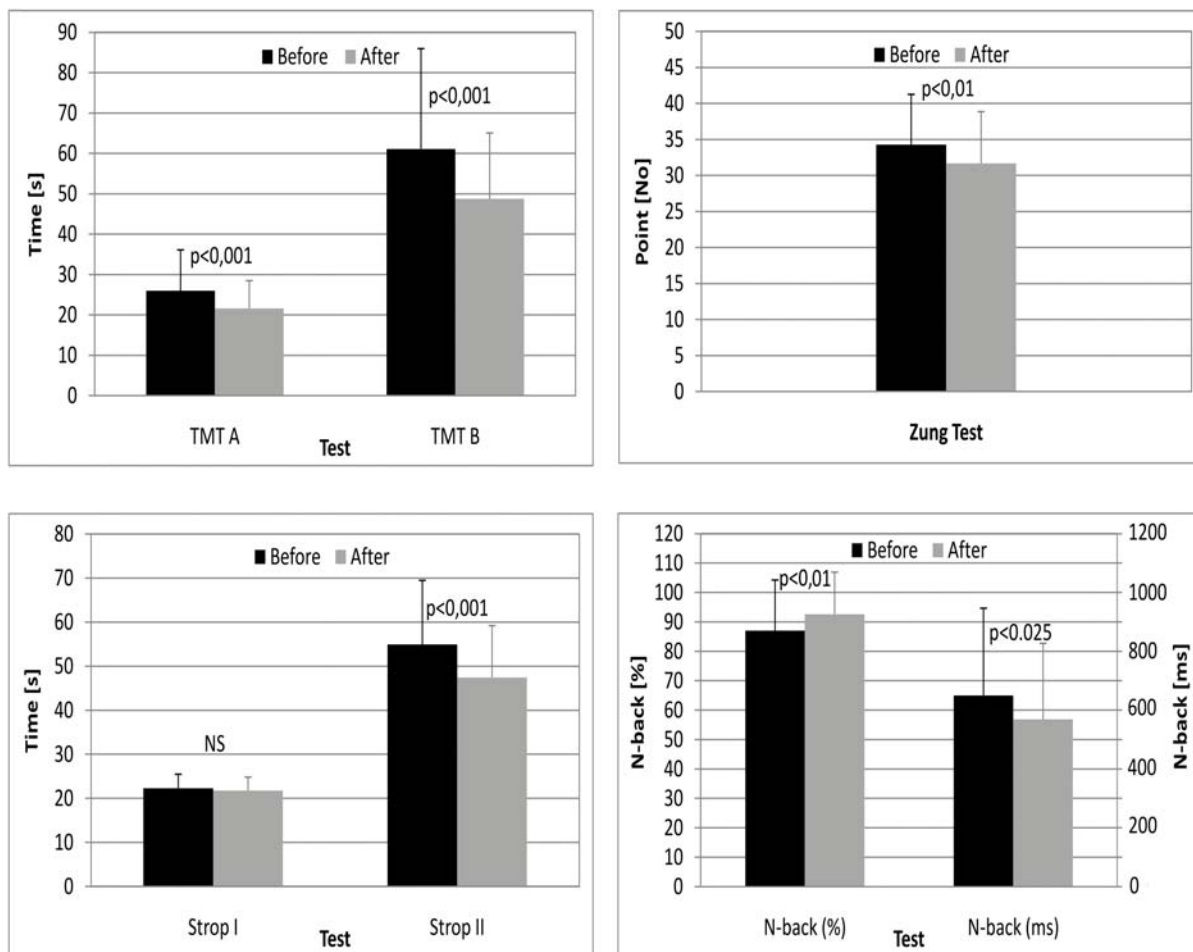 Time [s]
90
80
70
60
50
40
30
20
10
0
Before After
p<0,001
p<0,001
TMT A TMT B
Test
Point [No]
50
45
40
35
30
25
20
15
10
5
0
Before After
p<0,01
Zung Test
Time [s]
80
70
60
50
40
30
20
10
0
Before After
p<0,001
NS
Strop I Strop II
Test
N-back [%]
120
110
100
90
80
70
60
50
40
30
20
10
0
Before After
p<0,01
p<0.025
1200
1000
800
600
400
200
0
N-back [ms]
N-back (%) N-back (ms)
Test